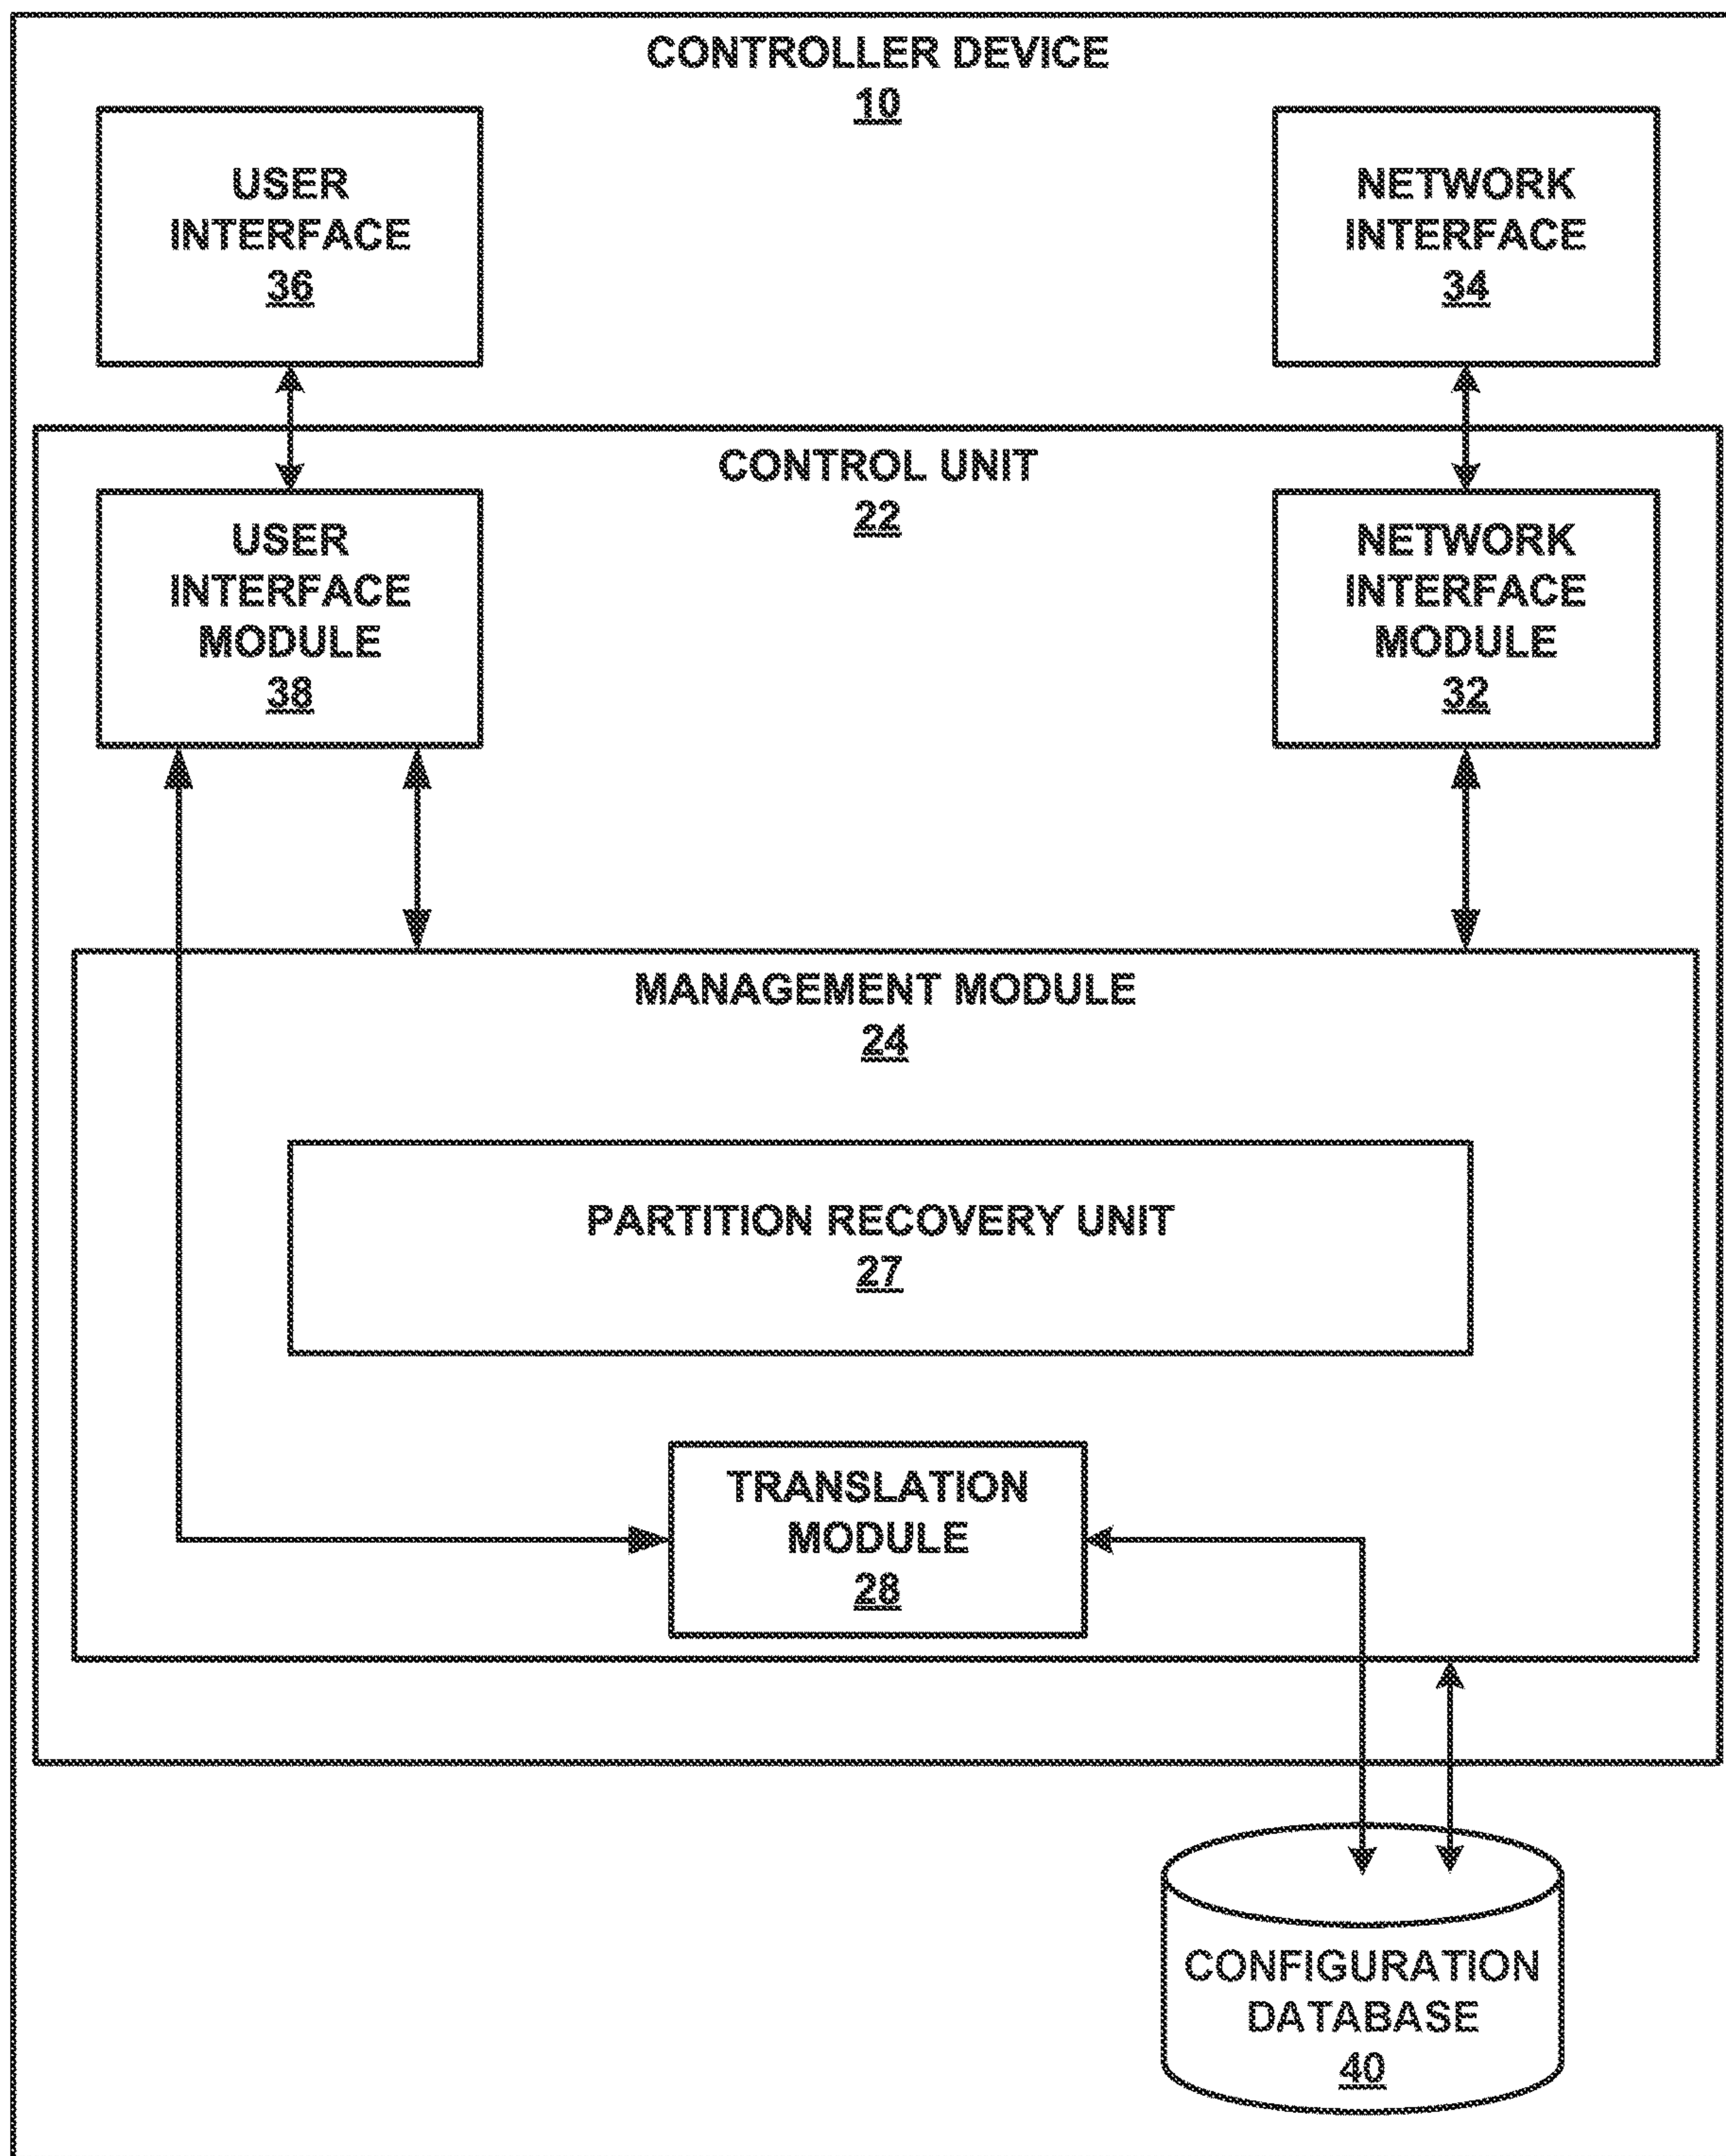 CONTROLLER DEVICE
10
USER
INTERFACE
36
NETWORK
INTERFACE
34
CONTROL UNIT
22
USER
INTERFACE
MODULE
38
NETWORK
INTERFACE
MODULE
32
MANAGEMENT MODULE
24
PARTITION RECOVERY UNIT
27
TRANSLATION
MODULE
28
CONFIGURATION
DATABASE
40